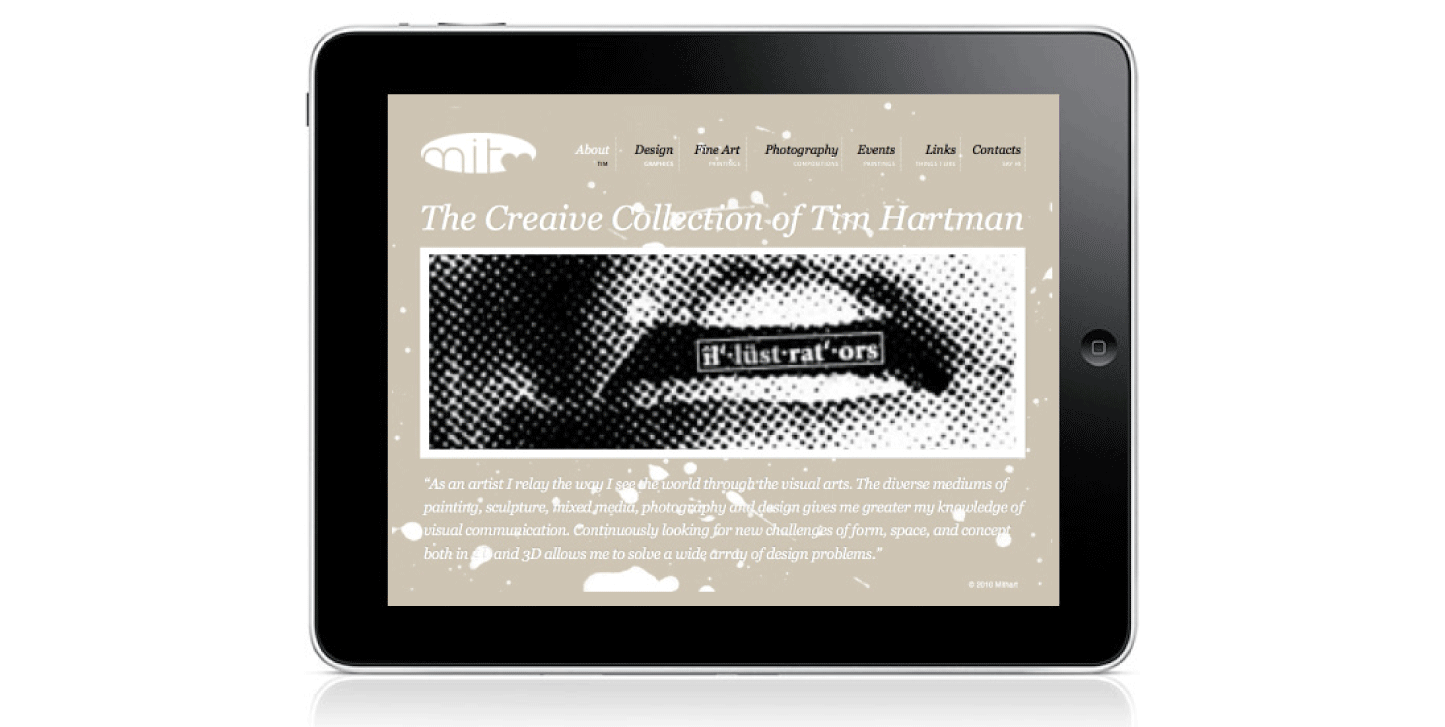 mit
About Design Fine Art Photography Events Links Contacts
TIM GRAPHICS PAINTINGS COMPOSITIONS PAINTINGS THINGS I LIKE SAY HI
The Creaive Collection of Tim Hartman
il′·lüst·rat′·ors
“As an artist I relay the way I see the world through the visual arts. The diverse mediums of
painting, sculpture, mixed media, photography and design gives me greater my knowledge of
visual communication. Continuously looking for new challenges of form, space, and concept
both in and 3D allows me to solve a wide array of design problems.”
© 2010 Mithart